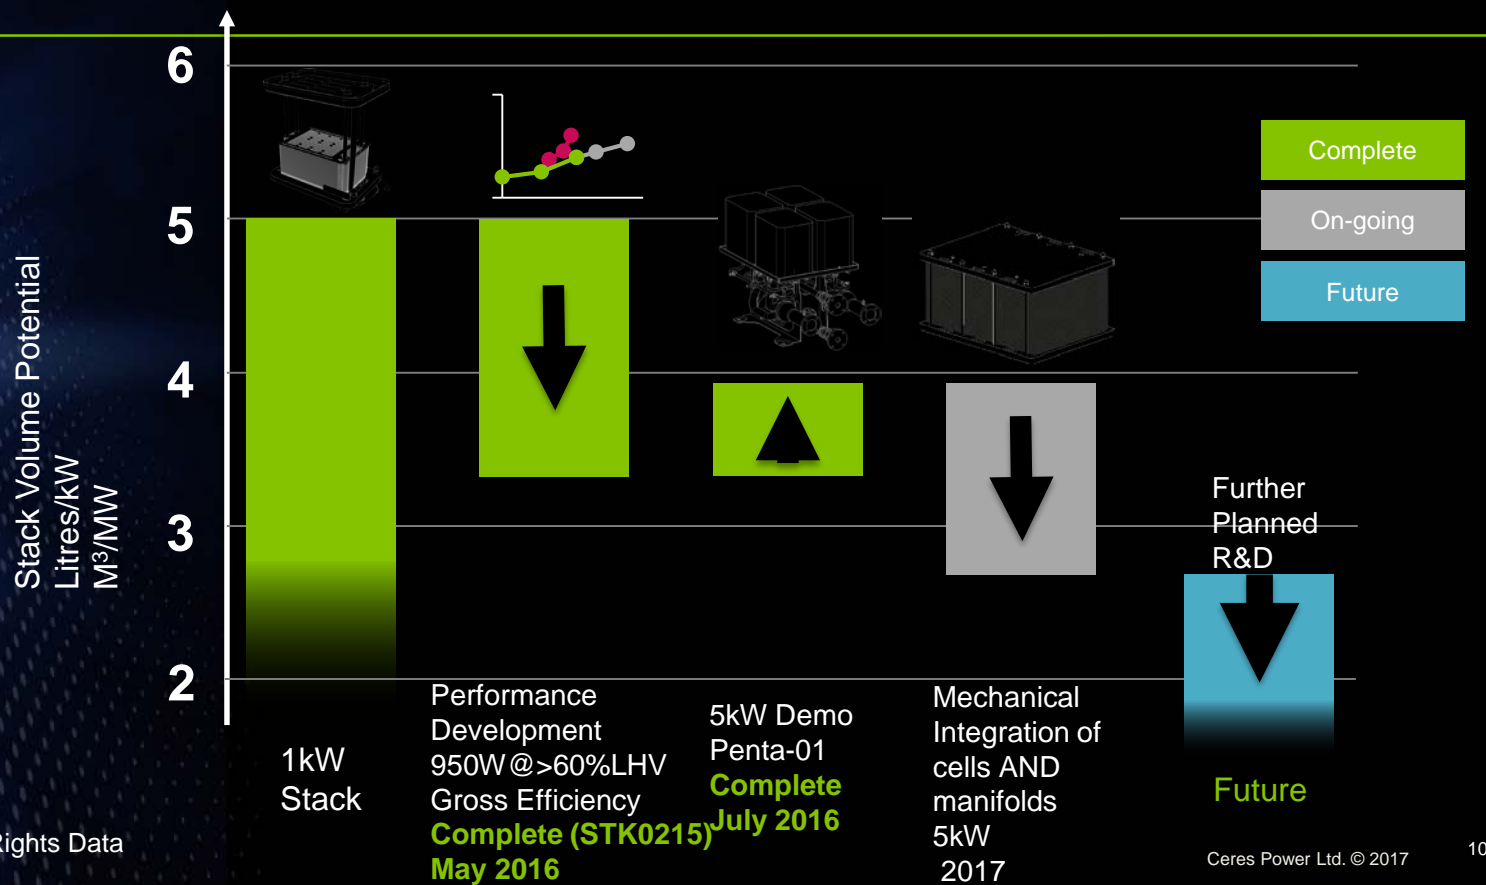 6
5
4
3
2
Stack Volume Potential
Litres/kW
M³/MW
Complete
On-going
Future
Further
Planned
R&D
1kW
Stack
Performance
Development
950W@>60%LHV
Gross Efficiency
Complete (STK0215)
May 2016
5kW Demo
Penta-01
Complete
July 2016
Mechanical
Integration of
cells AND
manifolds
5kW
2017
Future
Rights Data
Ceres Power Ltd. © 2017
10